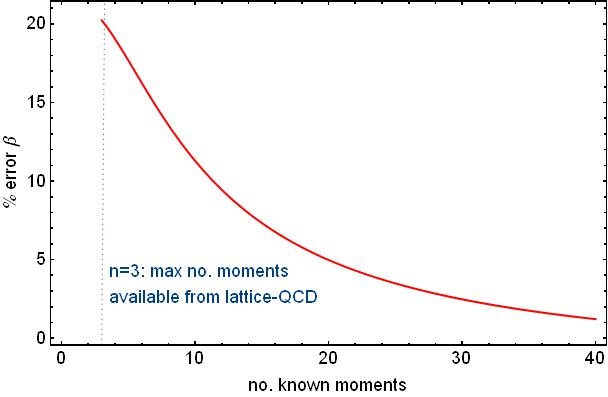 20
15
10
5
0
% error β
n=3: max no. moments
available from lattice-QCD
0 10 20 30 40
no. known moments